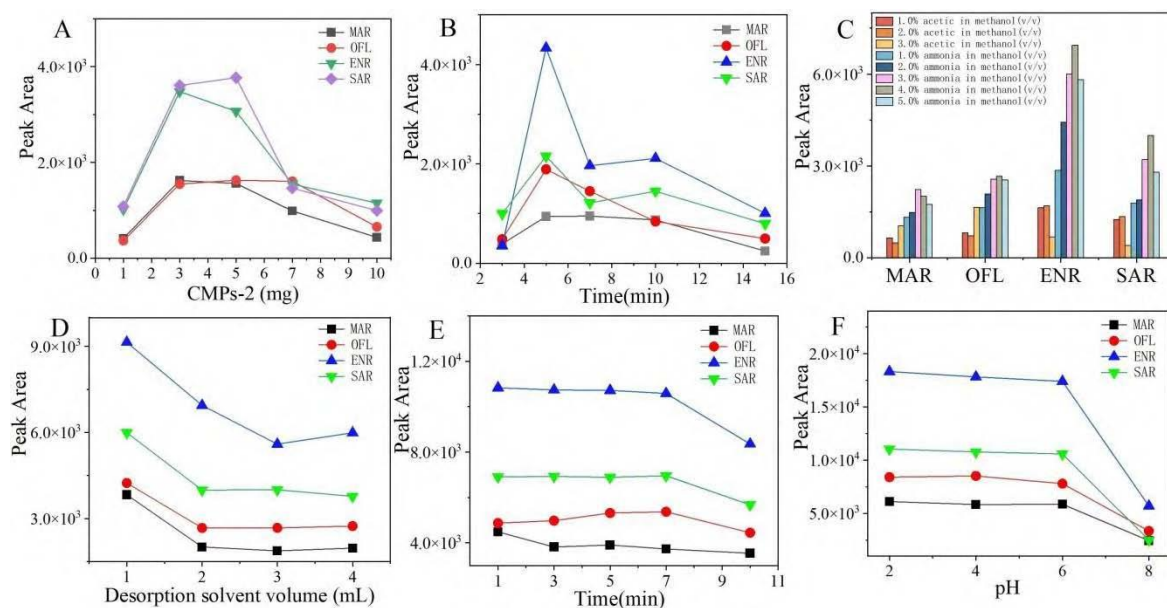 A
MAR
OFL
ENR
SAR
Peak Area
4.0×10³
2.0×10³
0.0
0 1 2 3 4 5 6 7 8 9 10
CMPs-2 (mg)
B
MAR
OFL
ENR
SAR
Peak Area
4.0×10³
2.0×10³
0.0
2 4 6 8 10 12 14 16
Time(min)
C
1.0% acetic in methanol(v/v)
2.0% acetic in methanol(v/v)
3.0% acetic in methanol(v/v)
1.0% ammonia in methanol(v/v)
2.0% ammonia in methanol(v/v)
3.0% ammonia in methanol(v/v)
4.0% ammonia in methanol(v/v)
5.0% ammonia in methanol(v/v)
Peak Area
6.0×10³
3.0×10³
0.0
MAR OFL ENR SAR
D
MAR
OFL
ENR
SAR
Peak Area
9.0×10³
6.0×10³
3.0×10³
1 2 3 4
Desorption solvent volume (mL)
E
MAR
OFL
ENR
SAR
Peak Area
1.2×10⁴
8.0×10³
4.0×10³
1 3 5 7 9 11
Time(min)
F
MAR
OFL
ENR
SAR
Peak Area
2.0×10⁴
1.5×10⁴
1.0×10⁴
5.0×10³
2 4 6 8
pH